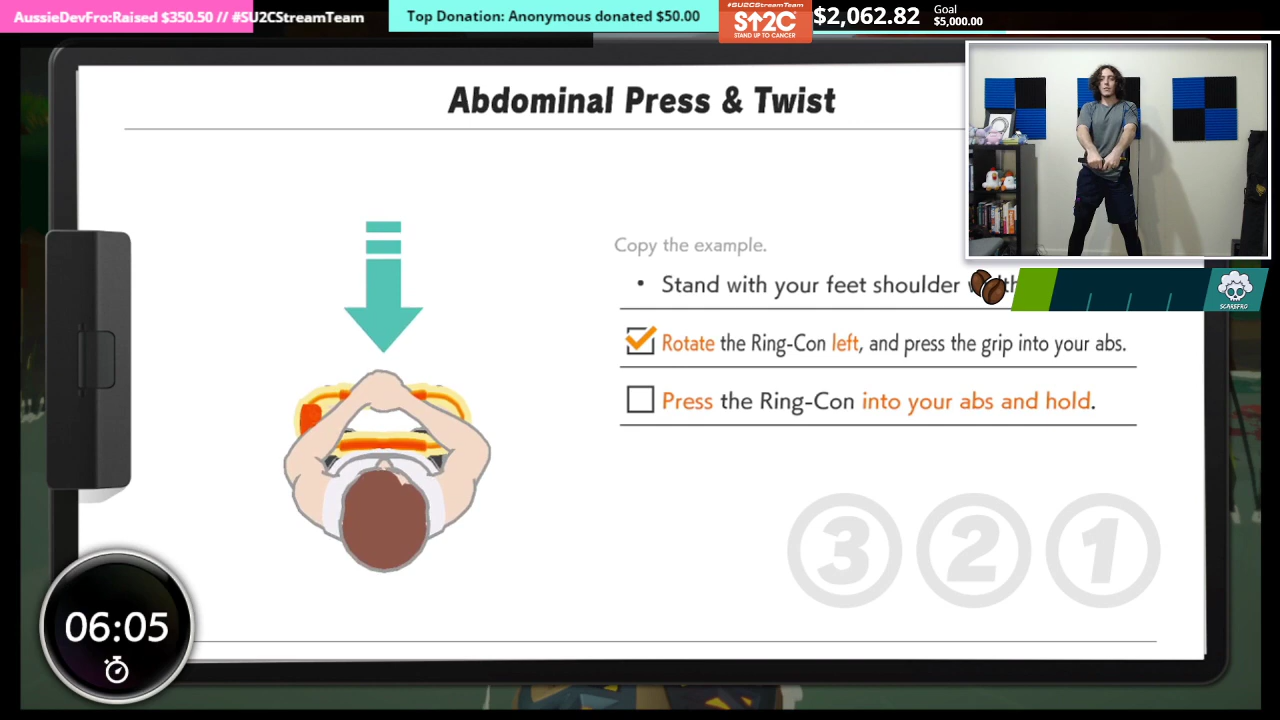 AussieDevFro:Raised $350.50 // #SU2CStreamTeam
Top Donation: Anonymous donated $50.00
#SU2CStreamTeam
SU2C
STAND UP TO CANCER
$2,062.82
Goal
$5,000.00
Abdominal Press & Twist
Copy the example.
• Stand with your feet shoulder
Rotate the Ring-Con left, and press the grip into your abs.
Press the Ring-Con into your abs and hold.
3 2 1
06:05
SCARSFRO